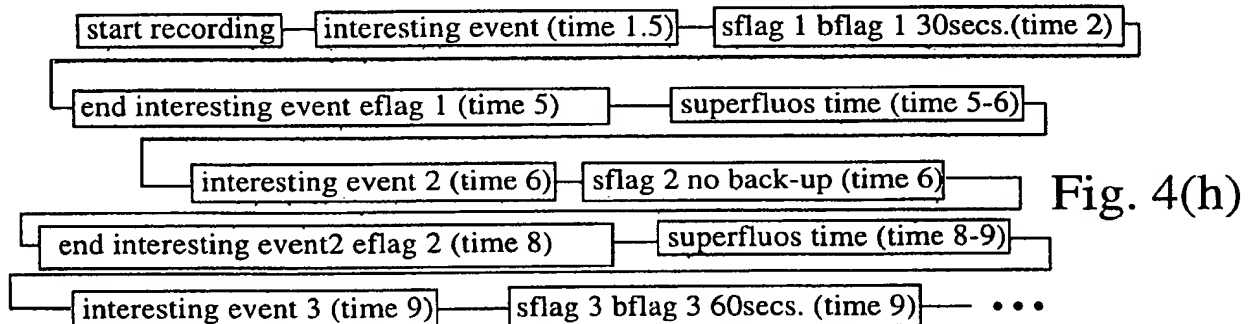 start recording interesting event (time 1.5) sflag 1 bflag 1 30secs.(time 2)
end interesting event eflag 1 (time 5) superfluos time (time 5-6)
interesting event 2 (time 6) sflag 2 no back-up (time 6)
Fig. 4(h)
end interesting event2 eflag 2 (time 8) superfluos time (time 8-9)
interesting event 3 (time 9) sflag 3 bflag 3 60secs. (time 9) •••